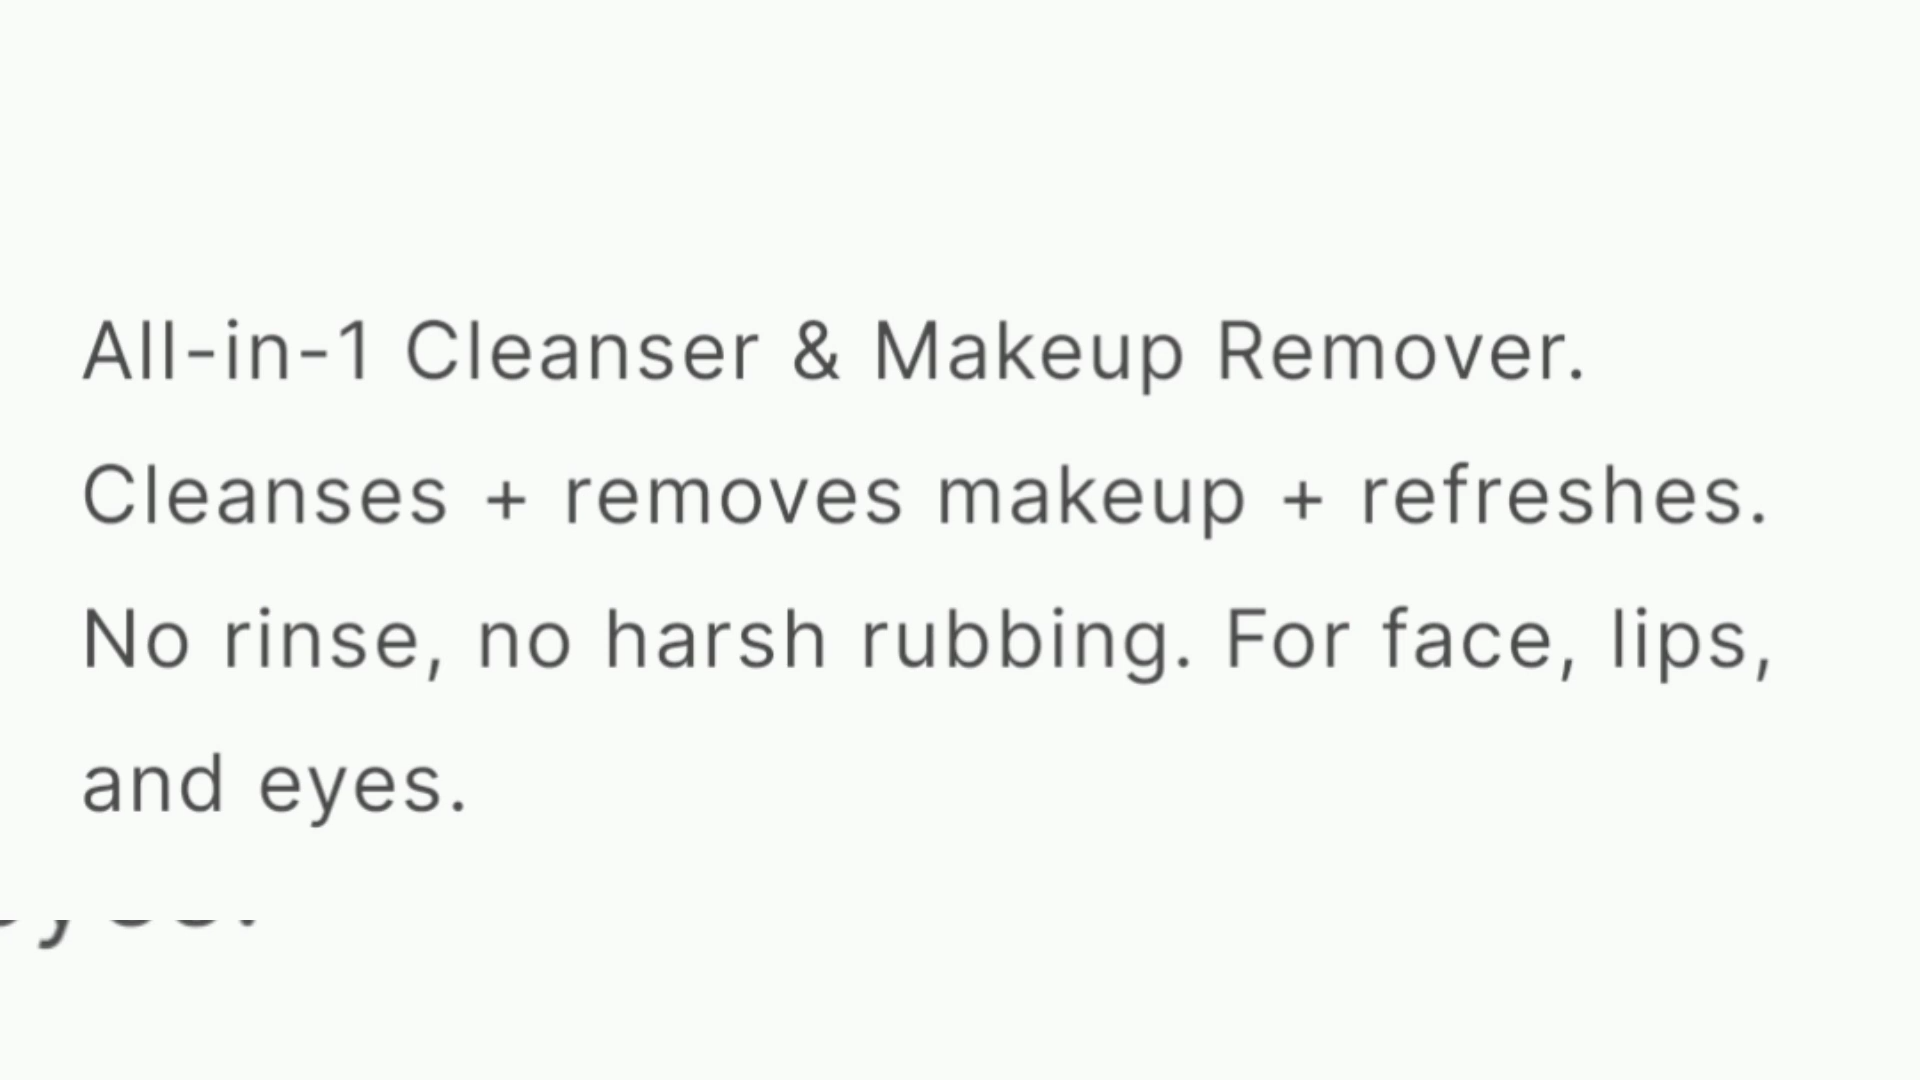 All-in-1 Cleanser & Makeup Remover.
Cleanses + removes makeup + refreshes.
No rinse, no harsh rubbing. For face, lips,
and eyes.